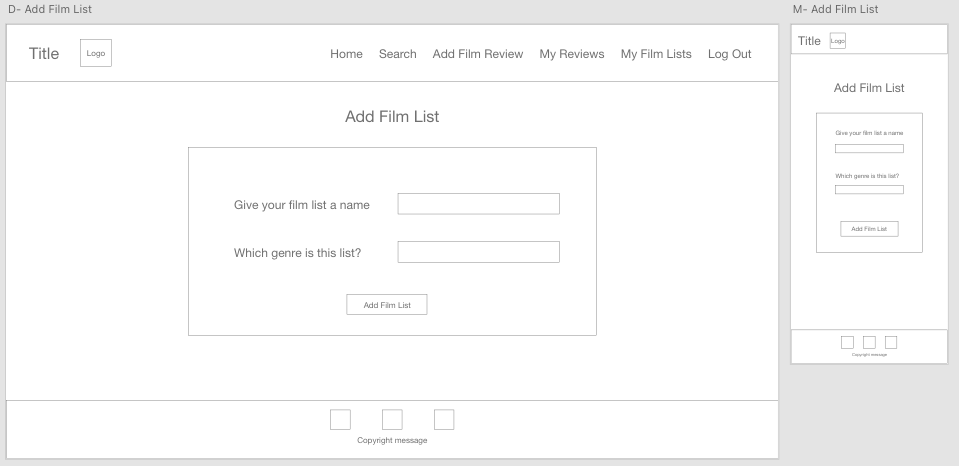 D- Add Film List
Title Logo Home Search Add Film Review My Reviews My Film Lists Log Out
Add Film List
Give your film list a name
Which genre is this list?
Add Film List
Copyright message
M- Add Film List
Title Logo
Add Film List
Give your film list a name
Which genre is this list?
Add Film List
Copyright message